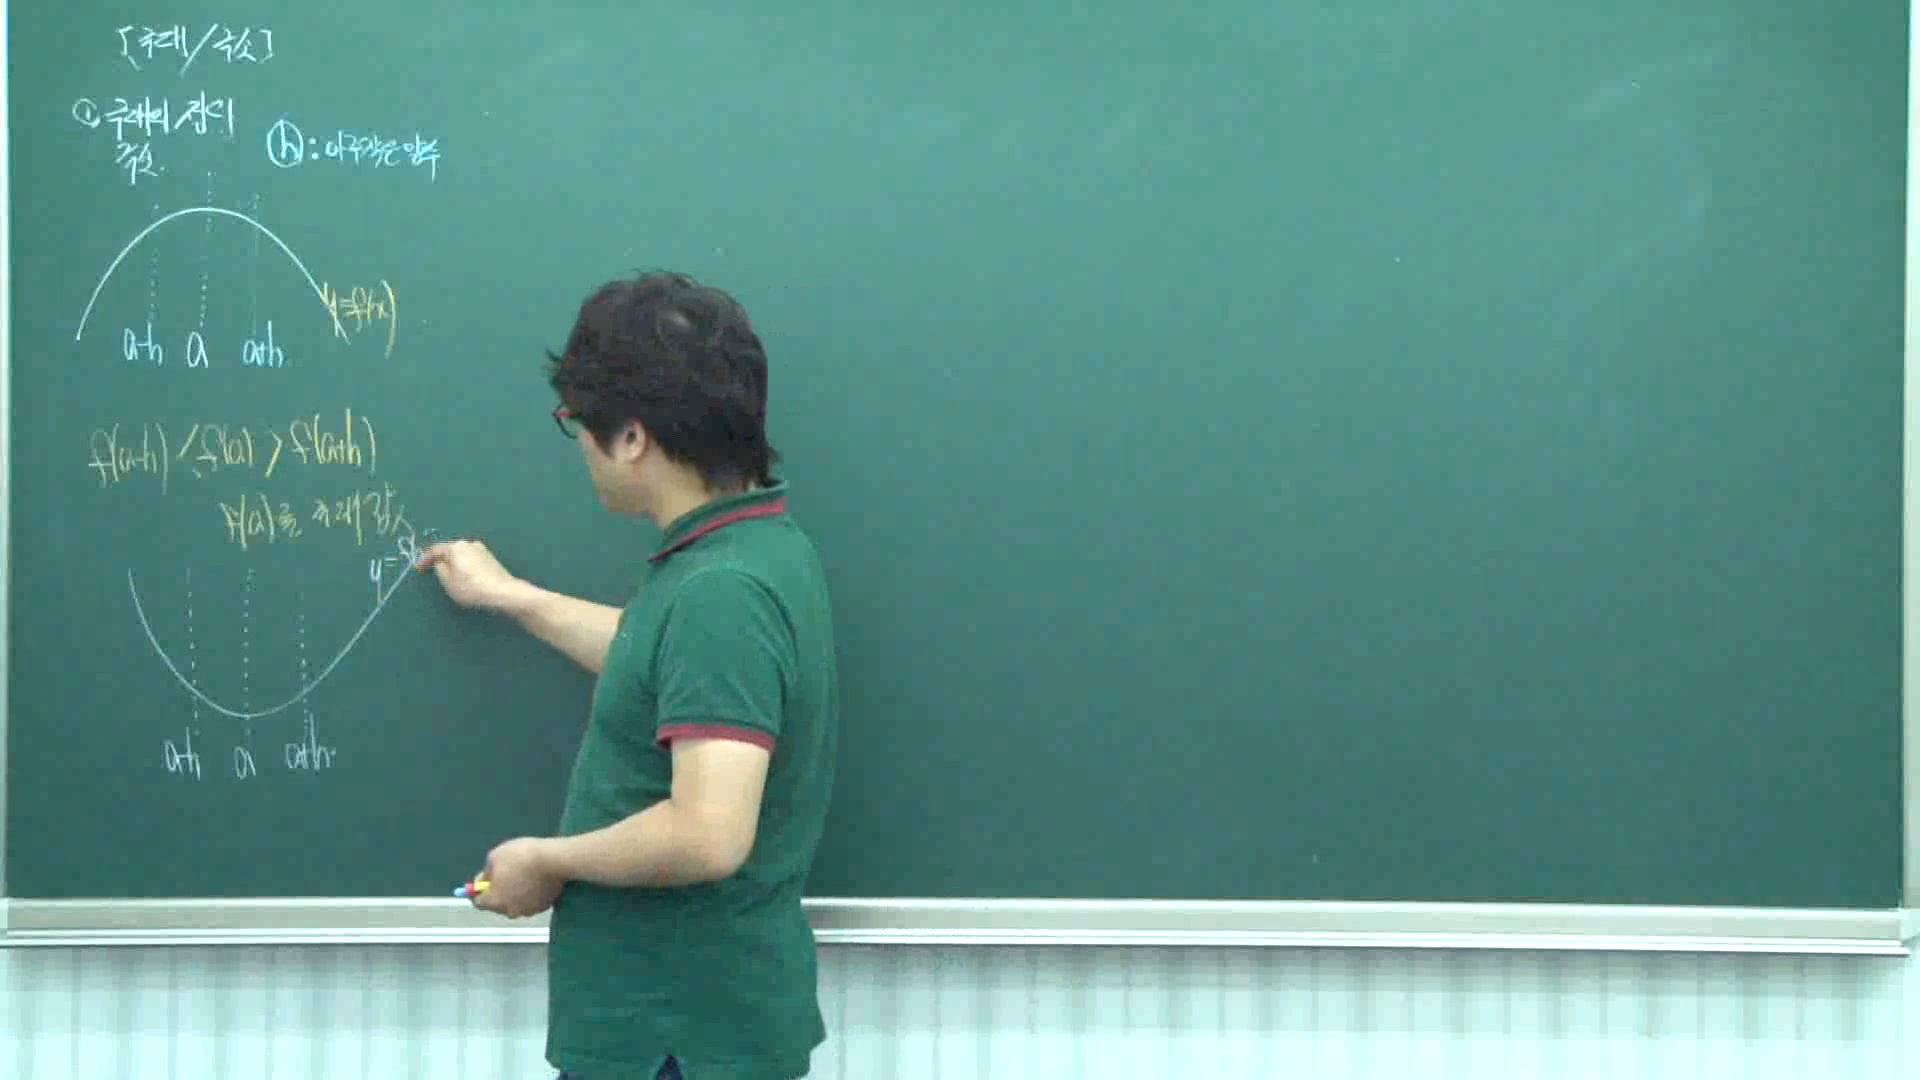 [극대/극소]
① 극대의 정의
극소.
ⓗ: 아주작은 양수
y=f(x)
a-h a a+h
f(a-h) < f(a) > f(a+h)
f(a)를 극대값
y=
a-h a a+h.